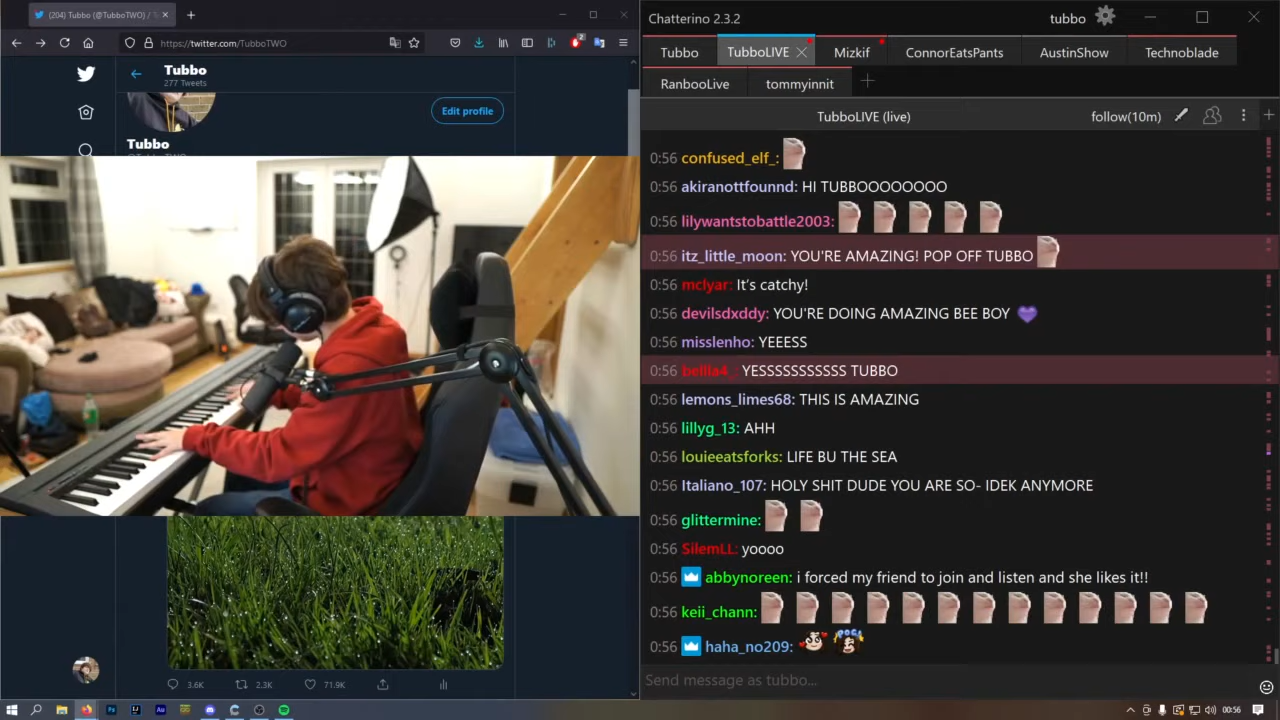 (204) Tubbo (@TubboTWO) / T
https://twitter.com/TubboTWO
2
Tubbo
277 Tweets
Edit profile
Tubbo
3.6K 2.3K 71.9K
Chatterino 2.3.2
tubbo
Tubbo TubboLIVE Mizkif ConnorEatsPants AustinShow Technoblade
RanbooLive tommyinnit
TubboLIVE (live) follow(10m)
0:56 confused_elf_:
0:56 akiranottfounnd: HI TUBBOOOOOOOO
0:56 lilywantstobattle2003:
0:56 itz_little_moon: YOU'RE AMAZING! POP OFF TUBBO
0:56 mclyar: It's catchy!
0:56 devilsdxddy: YOU'RE DOING AMAZING BEE BOY
0:56 misslenho: YEEESS
0:56 bellla4_: YESSSSSSSSSS TUBBO
0:56 lemons_limes68: THIS IS AMAZING
0:56 lillyg_13: AHH
0:56 louieeatsforks: LIFE BU THE SEA
0:56 Italiano_107: HOLY SHIT DUDE YOU ARE SO- IDEK ANYMORE
0:56 glittermine:
0:56 SilemLL: yoooo
0:56 abbynoreen: i forced my friend to join and listen and she likes it!!
0:56 keii_chann:
0:56 haha_no209:
Send message as tubbo...
00:56